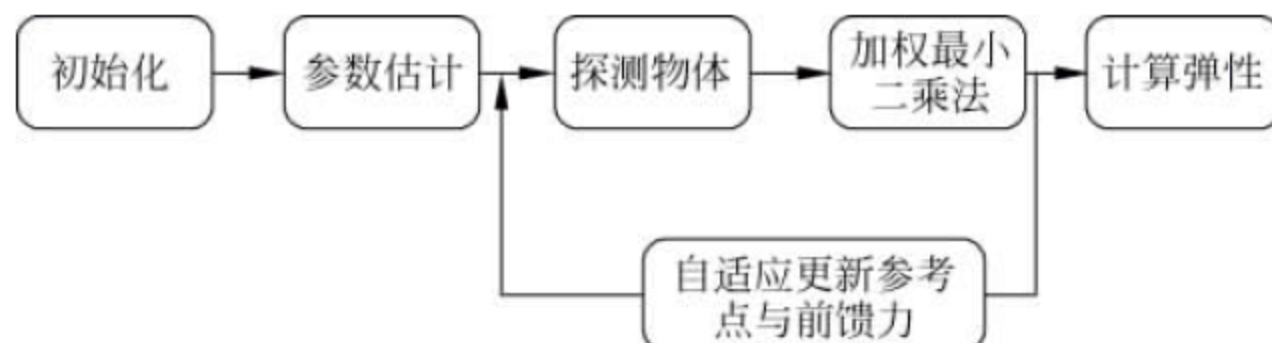 初始化
参数估计
探测物体
加权最小
二乘法
计算弹性
自适应更新参考
点与前馈力